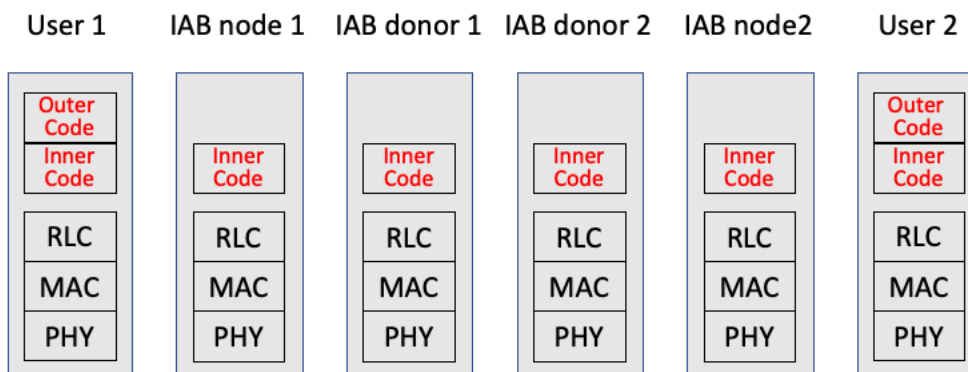 User 1
IAB node 1
IAB donor 1
IAB donor 2
IAB node2
User 2
Outer
Code
Inner
Code
RLC
MAC
PHY
Inner
Code
RLC
MAC
PHY
Inner
Code
RLC
MAC
PHY
Inner
Code
RLC
MAC
PHY
Inner
Code
RLC
MAC
PHY
Outer
Code
Inner
Code
RLC
MAC
PHY